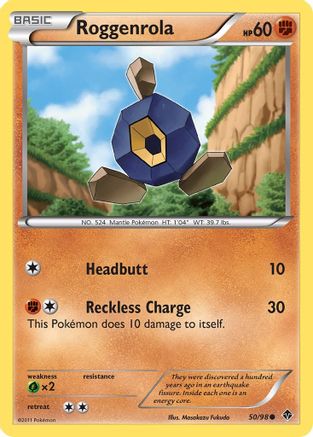 BASIC
Roggenrola
HP60
NO. 524 Mantle Pokémon HT: 1'04" WT: 39.7 lbs.
Headbutt 10
Reckless Charge 30
This Pokémon does 10 damage to itself.
weakness resistance
×2
retreat
They were discovered a hundred
years ago in an earthquake
fissure. Inside each one is an
energy core.
©2011 Pokémon
Illus. Masakazu Fukuda
50/98